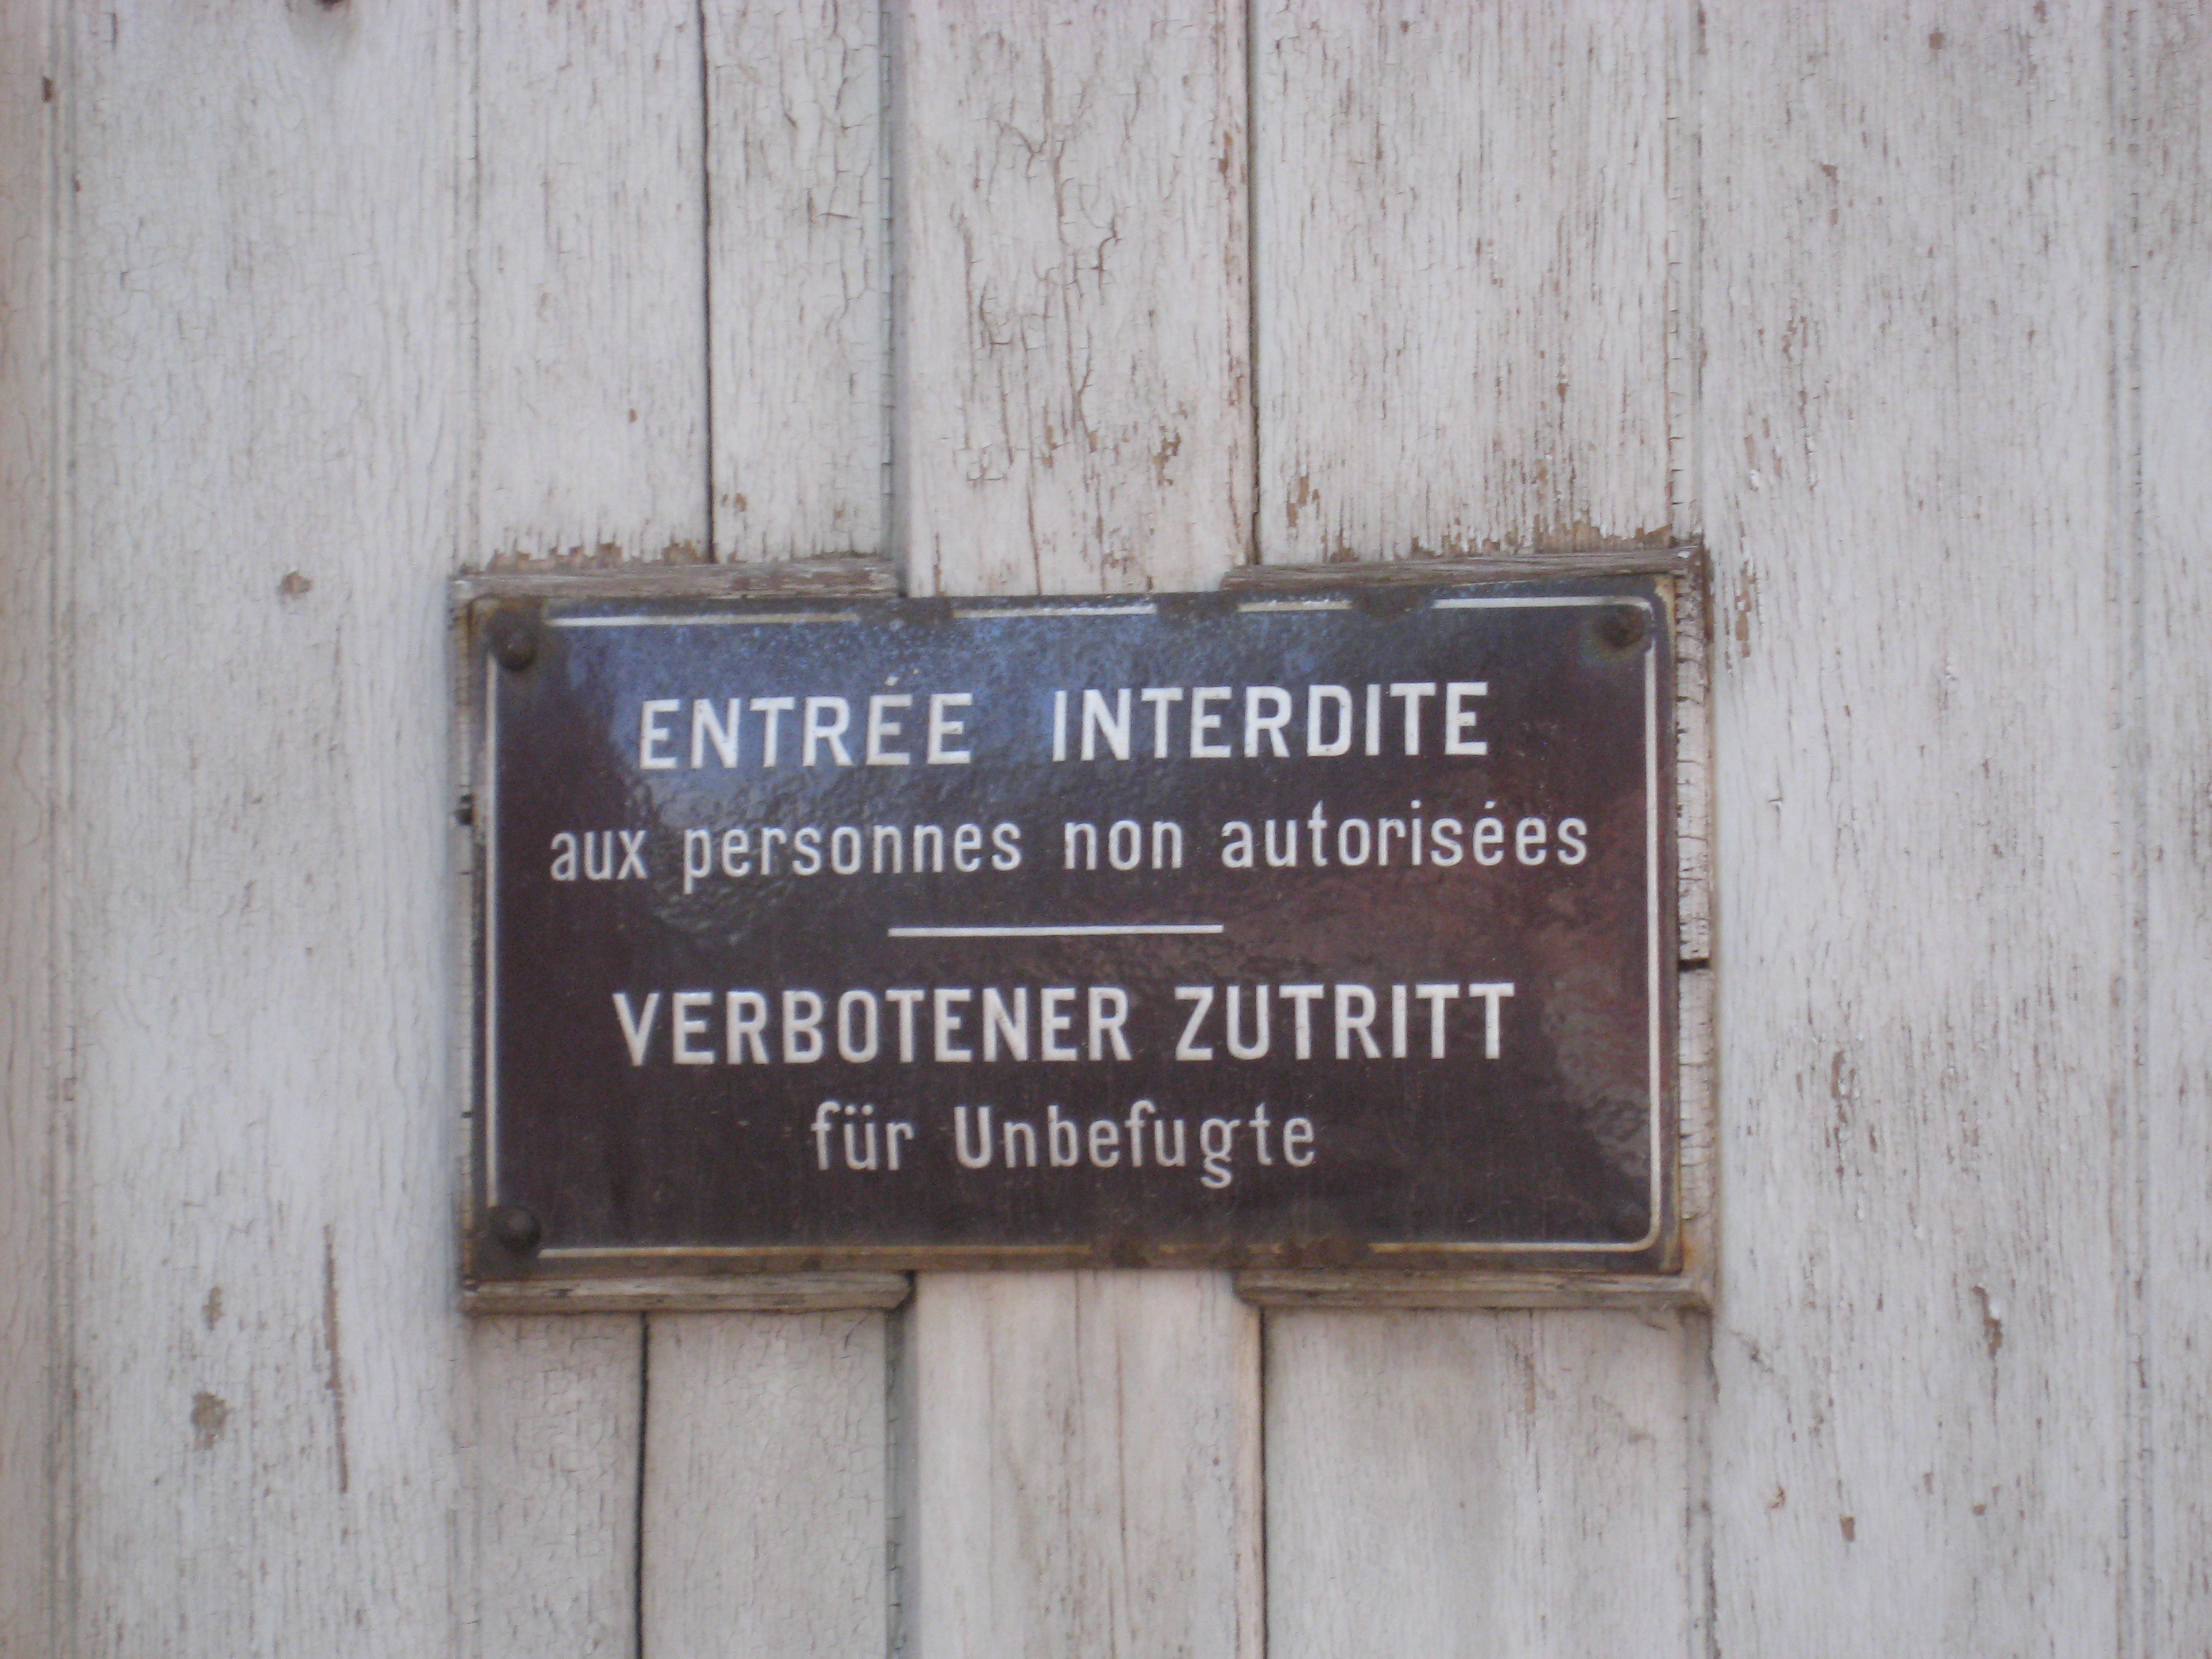 ENTRÉE INTERDITE
aux personnes non autorisées
VERBOTENER ZUTRITT
für Unbefugte